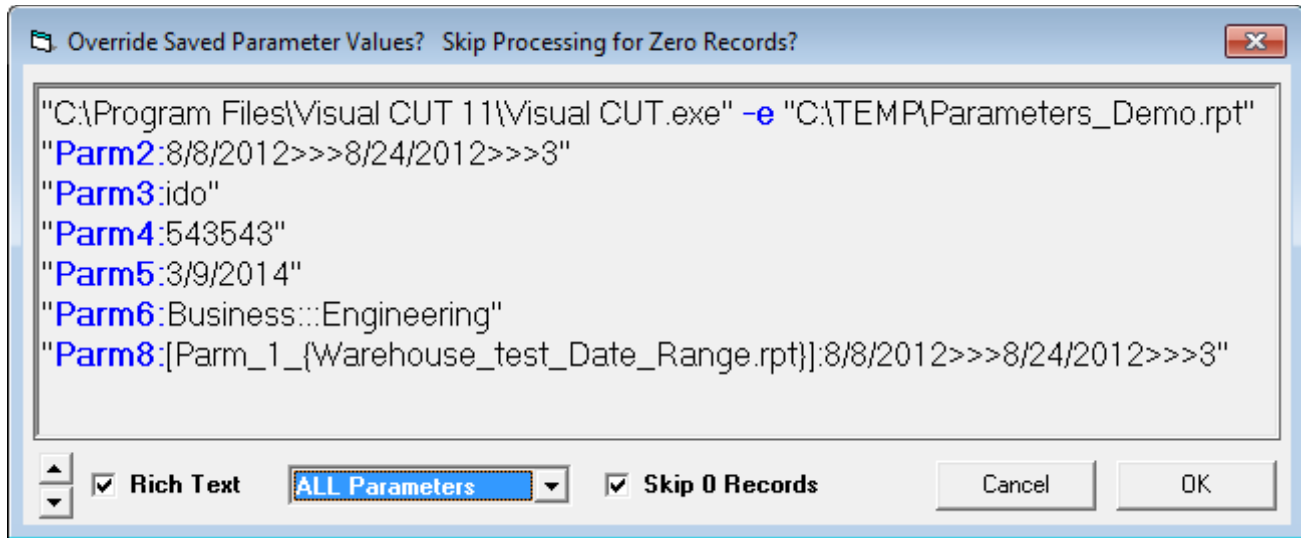 Override Saved Parameter Values?   Skip Processing for Zero Records?
"C:\Program Files\Visual CUT 11\Visual CUT.exe" -e "C:\TEMP\Parameters_Demo.rpt"
"Parm2:8/8/2012>>>8/24/2012>>>3"
"Parm3:ido"
"Parm4:543543"
"Parm5:3/9/2014"
"Parm6:Business:::Engineering"
"Parm8:[Parm_1_{Warehouse_test_Date_Range.rpt}]:8/8/2012>>>8/24/2012>>>3"
Rich Text ALL Parameters Skip 0 Records Cancel OK